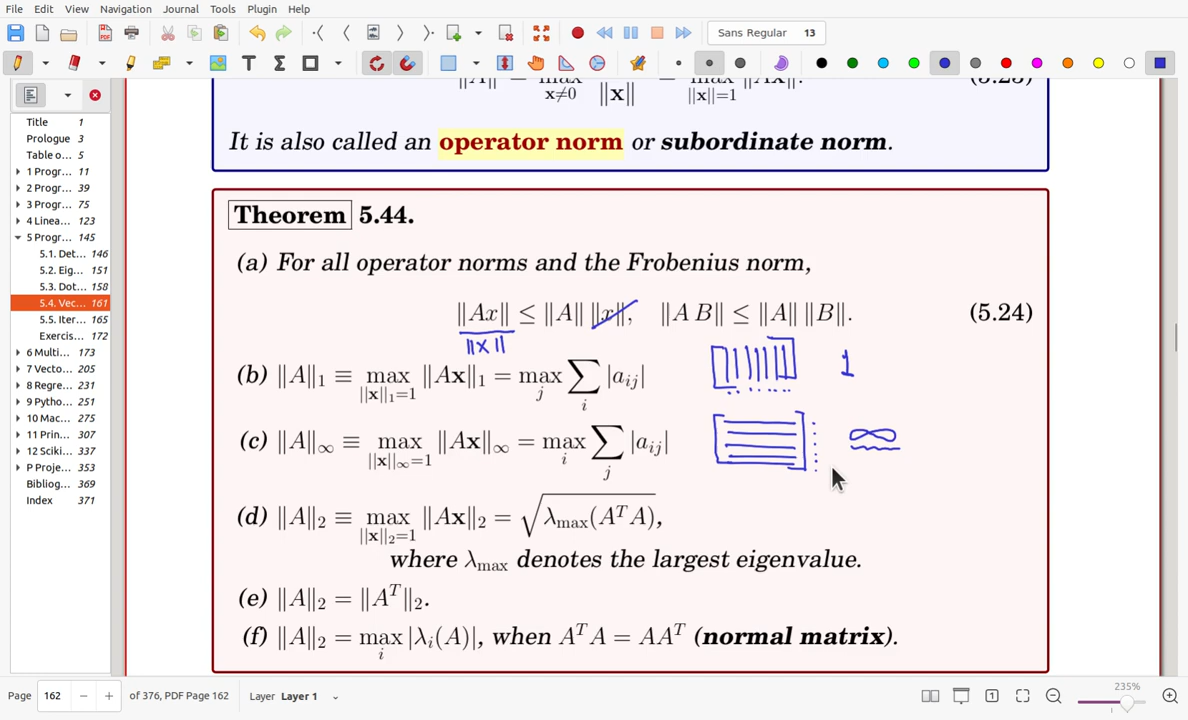 File Edit View Navigation Journal Tools Plugin Help
Sans Regular 13
Title 1
Prologue 3
Table o... 5
1 Progr... 11
2 Progr... 39
3 Progr... 75
4 Linea... 123
5 Progr... 145
5.1. Det... 146
5.2. Eig... 151
5.3. Dot... 158
5.4. Vec... 161
5.5. Iter... 165
Exercis... 172
6 Multi... 173
7 Vecto... 205
8 Regre... 231
9 Pytho... 251
10 Mac... 275
11 Prin... 307
12 Sciki... 331
P Proje... 353
Bibliog... 369
Index 371
x≠0 ||x|| ||x||=1
It is also called an operator norm or subordinate norm.
Theorem 5.44.
(a) For all operator norms and the Frobenius norm,
||Ax|| ≤ ||A|| ||x||, ||A B|| ≤ ||A|| ||B||. (5.24)
||x||
(b) ||A||₁ ≡ max ||Ax||₁ = max ∑ |aᵢⱼ| 1
||x||₁=1 j i
(c) ||A||∞ ≡ max ||Ax||∞ = max ∑ |aᵢⱼ| ∞
||x||∞=1 i j
(d) ||A||₂ ≡ max ||Ax||₂ = √λmax(AᵀA),
||x||₂=1
where λmax denotes the largest eigenvalue.
(e) ||A||₂ = ||Aᵀ||₂.
(f) ||A||₂ = max |λᵢ(A)|, when AᵀA = AAᵀ (normal matrix).
i
Page 162 − + of 376, PDF Page 162 Layer Layer 1 235%